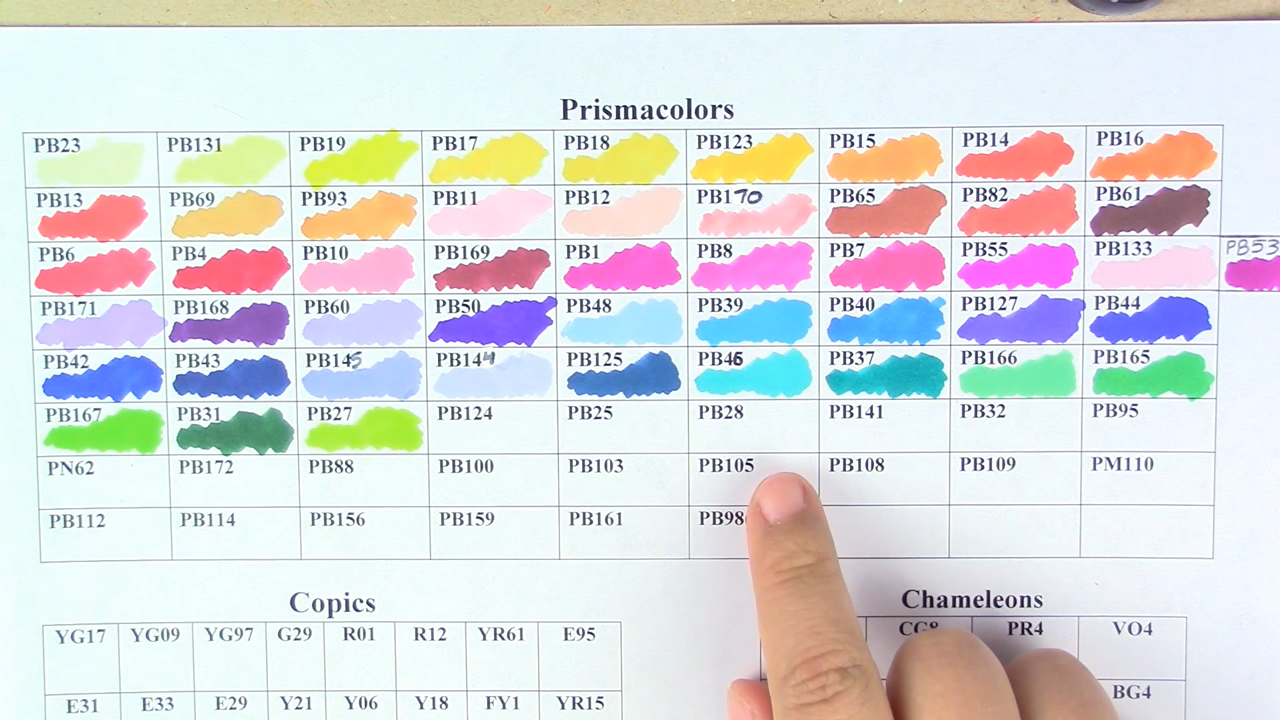 Prismacolors
PB23 PB131 PB19 PB17 PB18 PB123 PB15 PB14 PB16
PB13 PB69 PB93 PB11 PB12 PB170 PB65 PB82 PB61
PB6 PB4 PB10 PB169 PB1 PB8 PB7 PB55 PB133 PB53
PB171 PB168 PB60 PB50 PB48 PB39 PB40 PB127 PB44
PB42 PB43 PB145 PB144 PB125 PB46 PB37 PB166 PB165
PB167 PB31 PB27 PB124 PB25 PB28 PB141 PB32 PB95
PN62 PB172 PB88 PB100 PB103 PB105 PB108 PB109 PM110
PB112 PB114 PB156 PB159 PB161 PB98
Copics
YG17 YG09 YG97 G29 R01 R12 YR61 E95
E31 E33 E29 Y21 Y06 Y18 FY1 YR15
Chameleons
CG8 PR4 VO4
BG4